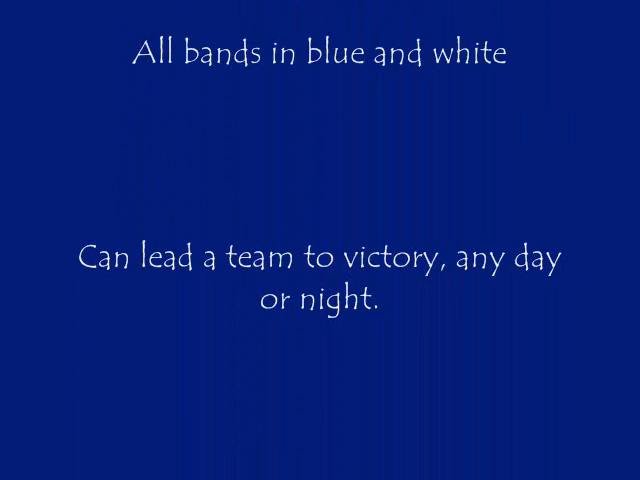 All bands in blue and white
Can lead a team to victory, any day
or night.